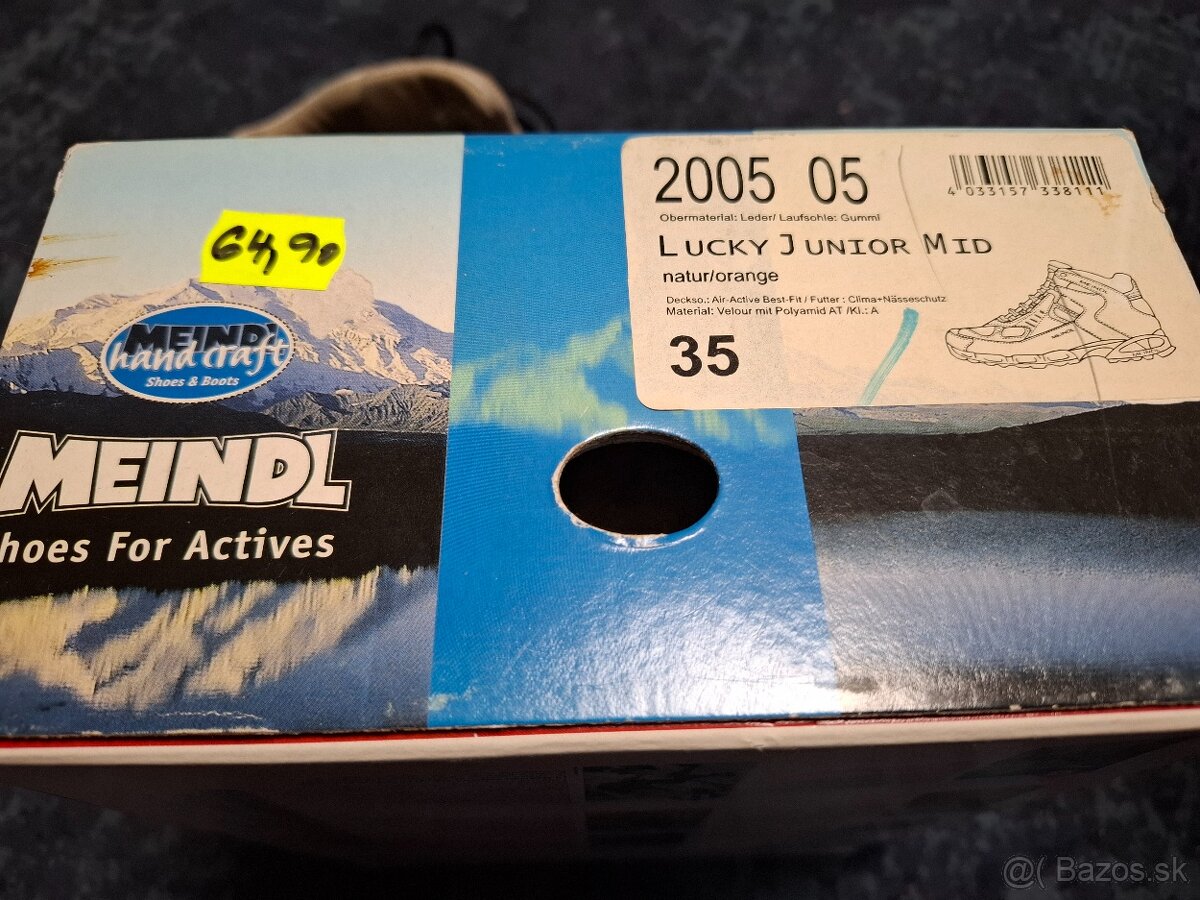 64,90
MEINDL
hand craft
Shoes & Boots
MEINDL
hoes For Actives
2005 05
4 033157 338111
Obermaterial: Leder/ Laufsohle: Gummi
LUCKY JUNIOR MID
natur/orange
Deckso.: Air-Active Best-Fit / Futter : Clima+Nässeschutz
Material: Velour mit Polyamid AT /Kl.: A
35
@( Bazos.sk